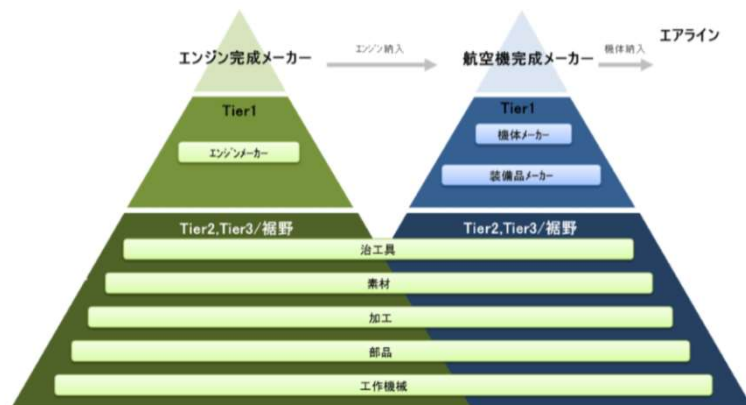 エンジン完成メーカー
エンジン納入
航空機完成メーカー
機体納入
エアライン
Tier1
エンジンメーカー
Tier1
機体メーカー
装備品メーカー
Tier2,Tier3/裾野
Tier2,Tier3/裾野
治工具
素材
加工
部品
工作機械